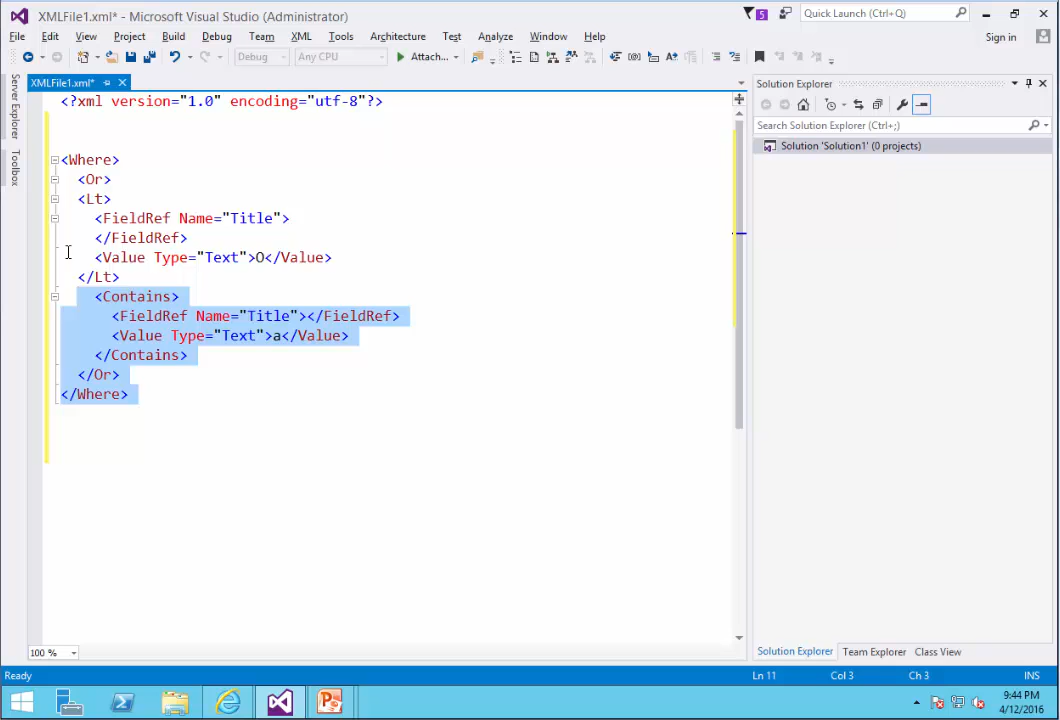 XMLFile1.xml* - Microsoft Visual Studio (Administrator)
5
Quick Launch (Ctrl+Q)
File Edit View Project Build Debug Team XML Tools Architecture Test Analyze Window Help
Sign in
Debug Any CPU Attach...
Server Explorer
Toolbox
XMLFile1.xml*
<?xml version="1.0" encoding="utf-8"?>
<Where>
<Or>
<Lt>
<FieldRef Name="Title">
</FieldRef>
<Value Type="Text">O</Value>
</Lt>
<Contains>
<FieldRef Name="Title"></FieldRef>
<Value Type="Text">a</Value>
</Contains>
</Or>
</Where>
100 %
Solution Explorer
Search Solution Explorer (Ctrl+;)
Solution 'Solution1' (0 projects)
Solution Explorer Team Explorer Class View
Ready
Ln 11 Col 3 Ch 3 INS
9:44 PM
4/12/2016